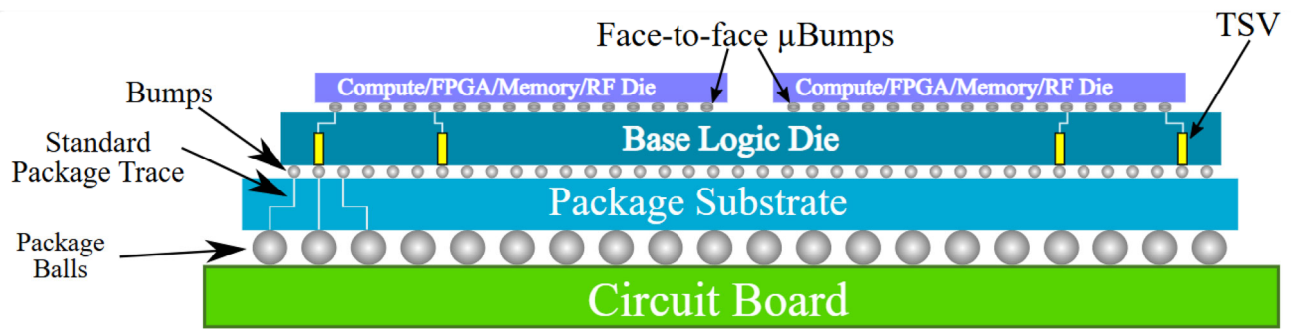 TSV
Face-to-face µBumps
Compute/FPGA/Memory/RF Die
Compute/FPGA/Memory/RF Die
Bumps
Base Logic Die
Standard
Package Trace
Package Substrate
Package
Balls
Circuit Board